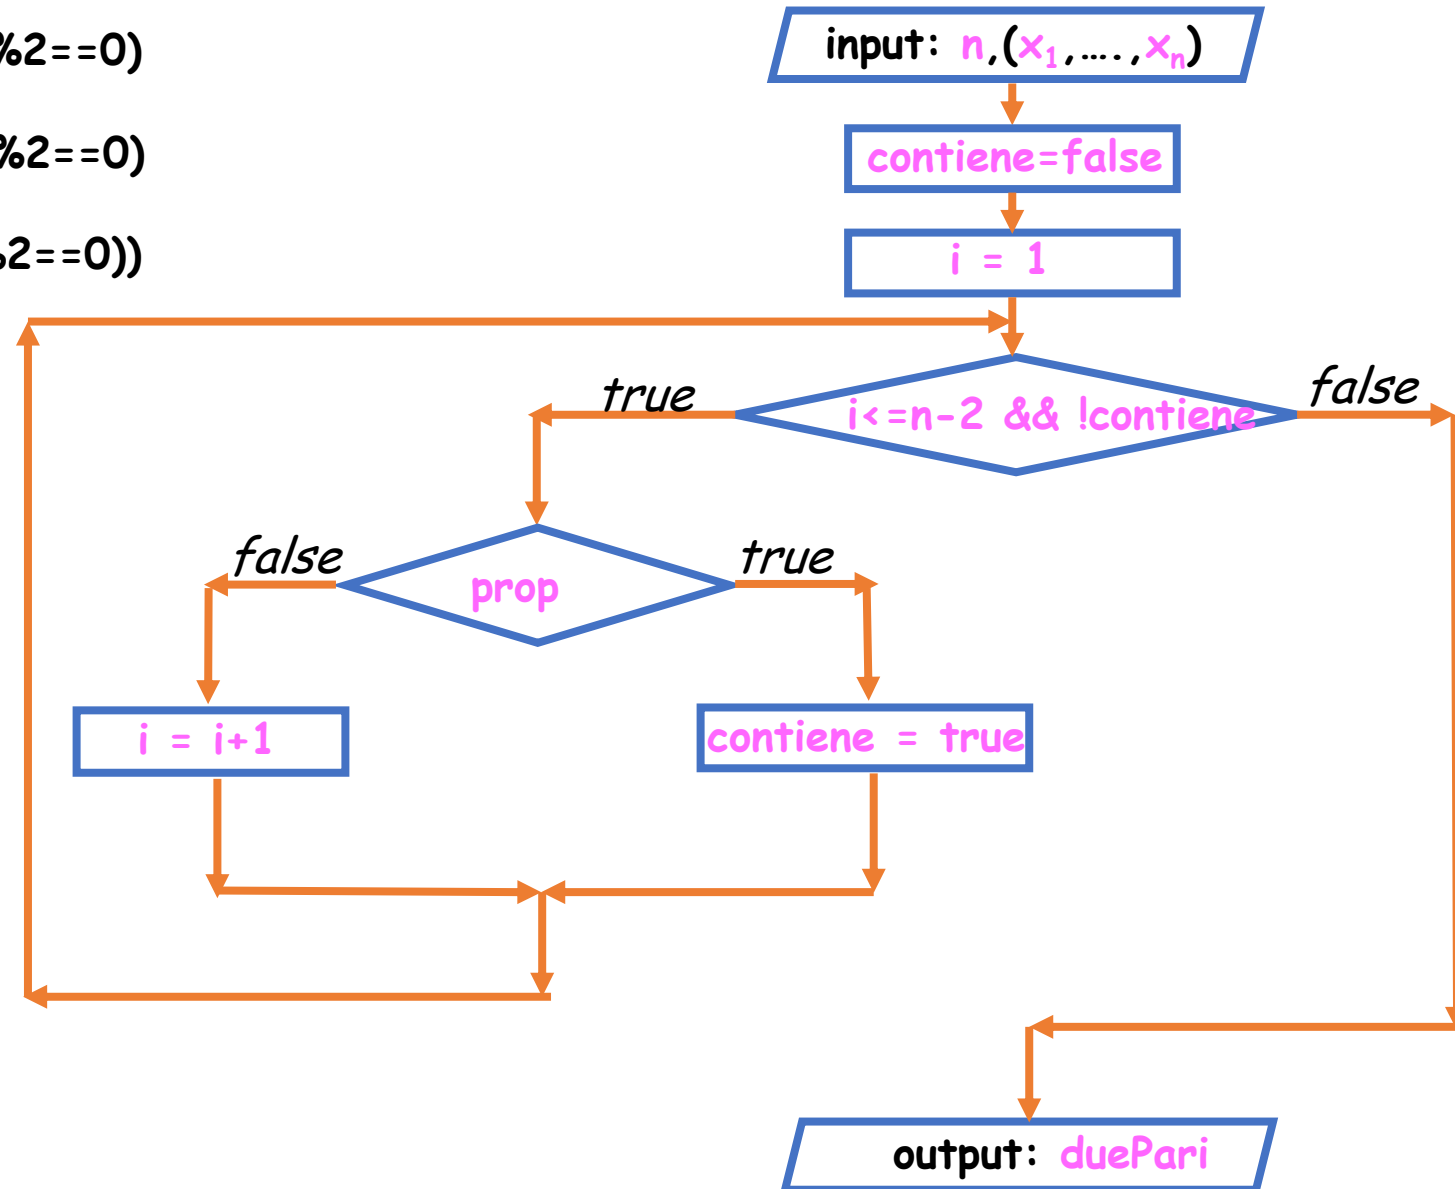 %2==0)
%2==0)
%2==0))
input: n,(x1,….,xn)
contiene=false
i = 1
true
i<=n-2 && !contiene
false
false
prop
true
i = i+1
contiene = true
output: duePari